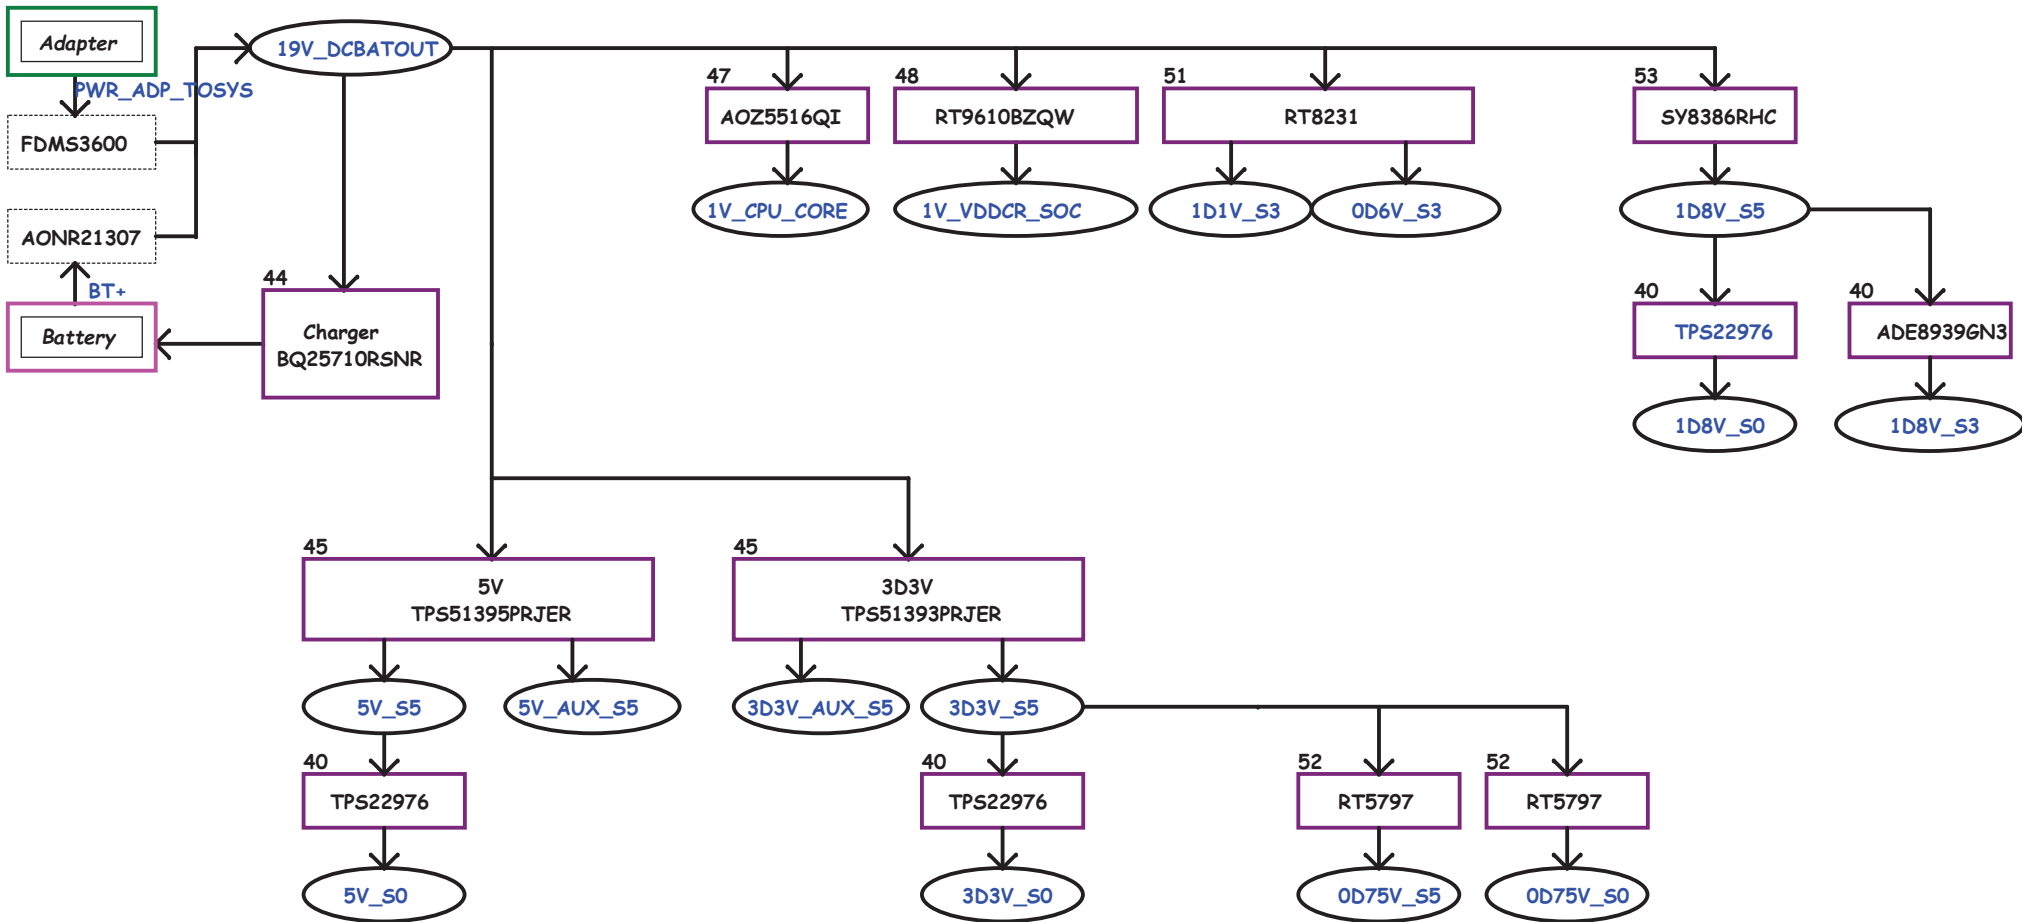 Adapter
19V_DCBATOUT
PWR_ADP_TOSYS
47
48
51
53
FDMS3600
AOZ5516QI
RT9610BZQW
RT8231
SY8386RHC
AONR21307
1V_CPU_CORE
1V_VDDCR_SOC
1D1V_S3
0D6V_S3
1D8V_S5
BT+
44
40
40
Battery
Charger
BQ25710RSNR
TPS22976
ADE8939GN3
1D8V_S0
1D8V_S3
45
45
5V
TPS51395PRJER
3D3V
TPS51393PRJER
5V_S5
5V_AUX_S5
3D3V_AUX_S5
3D3V_S5
40
40
52
52
TPS22976
TPS22976
RT5797
RT5797
5V_S0
3D3V_S0
0D75V_S5
0D75V_S0